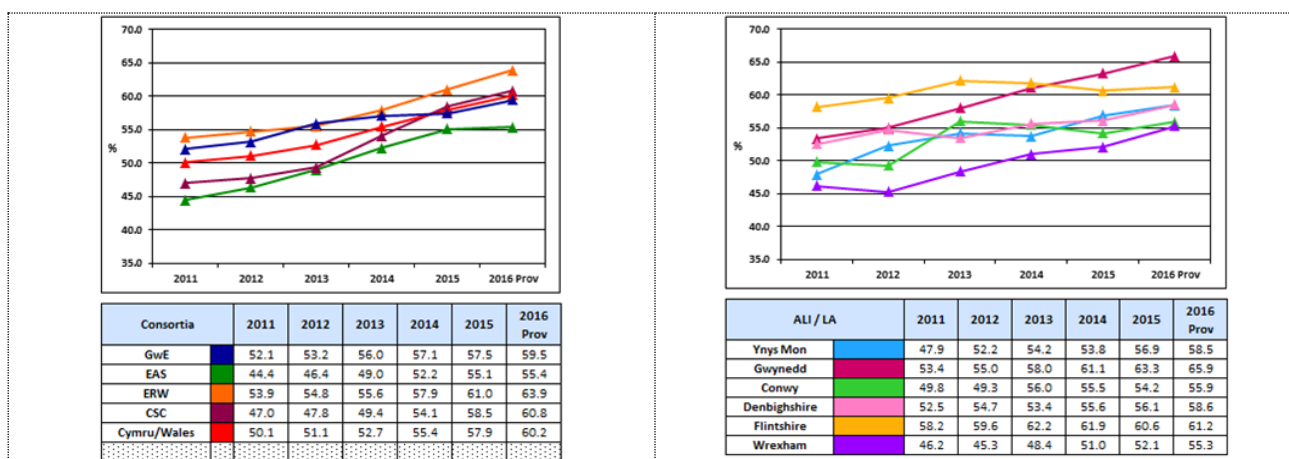 70.0
65.0
60.0
55.0
%
50.0
45.0
40.0
35.0
2011 2012 2013 2014 2015 2016 Prov
Consortia 2011 2012 2013 2014 2015 2016 Prov
GwE 52.1 53.2 56.0 57.1 57.5 59.5
EAS 44.4 46.4 49.0 52.2 55.1 55.4
ERW 53.9 54.8 55.6 57.9 61.0 63.9
CSC 47.0 47.8 49.4 54.1 58.5 60.8
Cymru/Wales 50.1 51.1 52.7 55.4 57.9 60.2
70.0
65.0
60.0
55.0
%
50.0
45.0
40.0
35.0
2011 2012 2013 2014 2015 2016 Prov
ALI / LA 2011 2012 2013 2014 2015 2016 Prov
Ynys Mon 47.9 52.2 54.2 53.8 56.9 58.5
Gwynedd 53.4 55.0 58.0 61.1 63.3 65.9
Conwy 49.8 49.3 56.0 55.5 54.2 55.9
Denbighshire 52.5 54.7 53.4 55.6 56.1 58.6
Flintshire 58.2 59.6 62.2 61.9 60.6 61.2
Wrexham 46.2 45.3 48.4 51.0 52.1 55.3